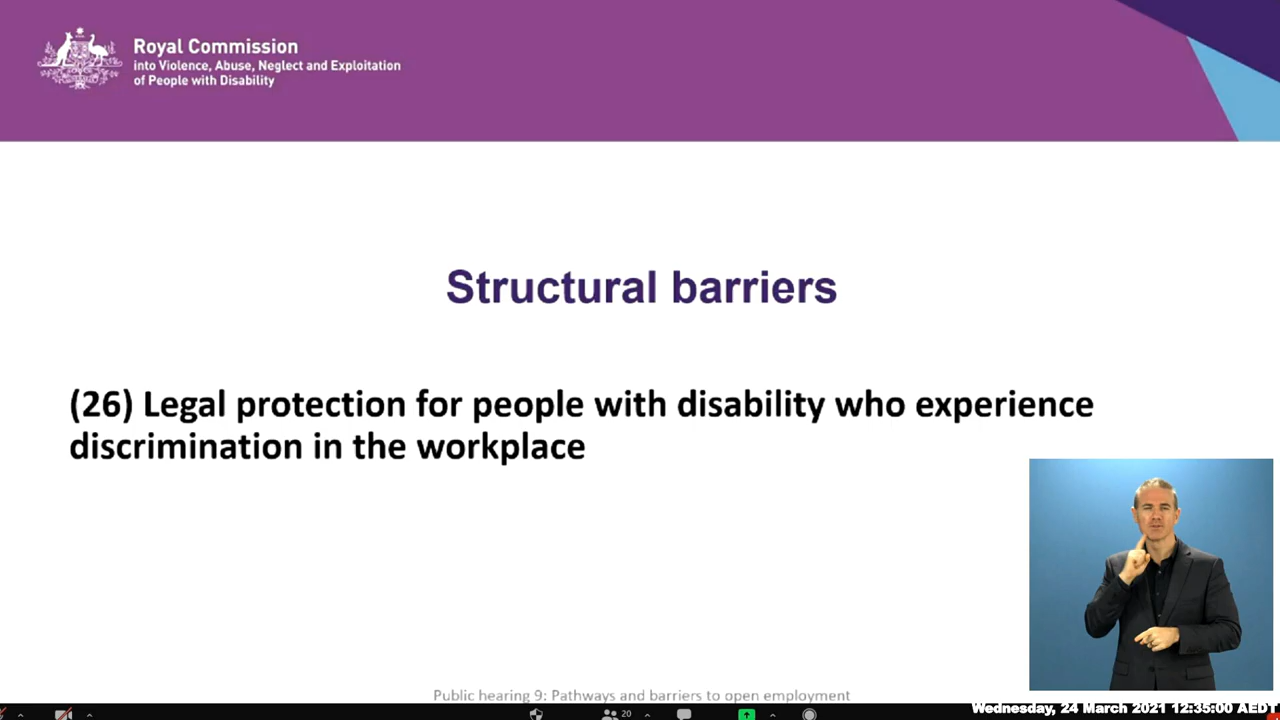 Royal Commission
into Violence, Abuse, Neglect and Exploitation
of People with Disability
Structural barriers
(26) Legal protection for people with disability who experience
discrimination in the workplace
Public hearing 9: Pathways and barriers to open employment
20
Wednesday, 24 March 2021 12:35:00 AEDT